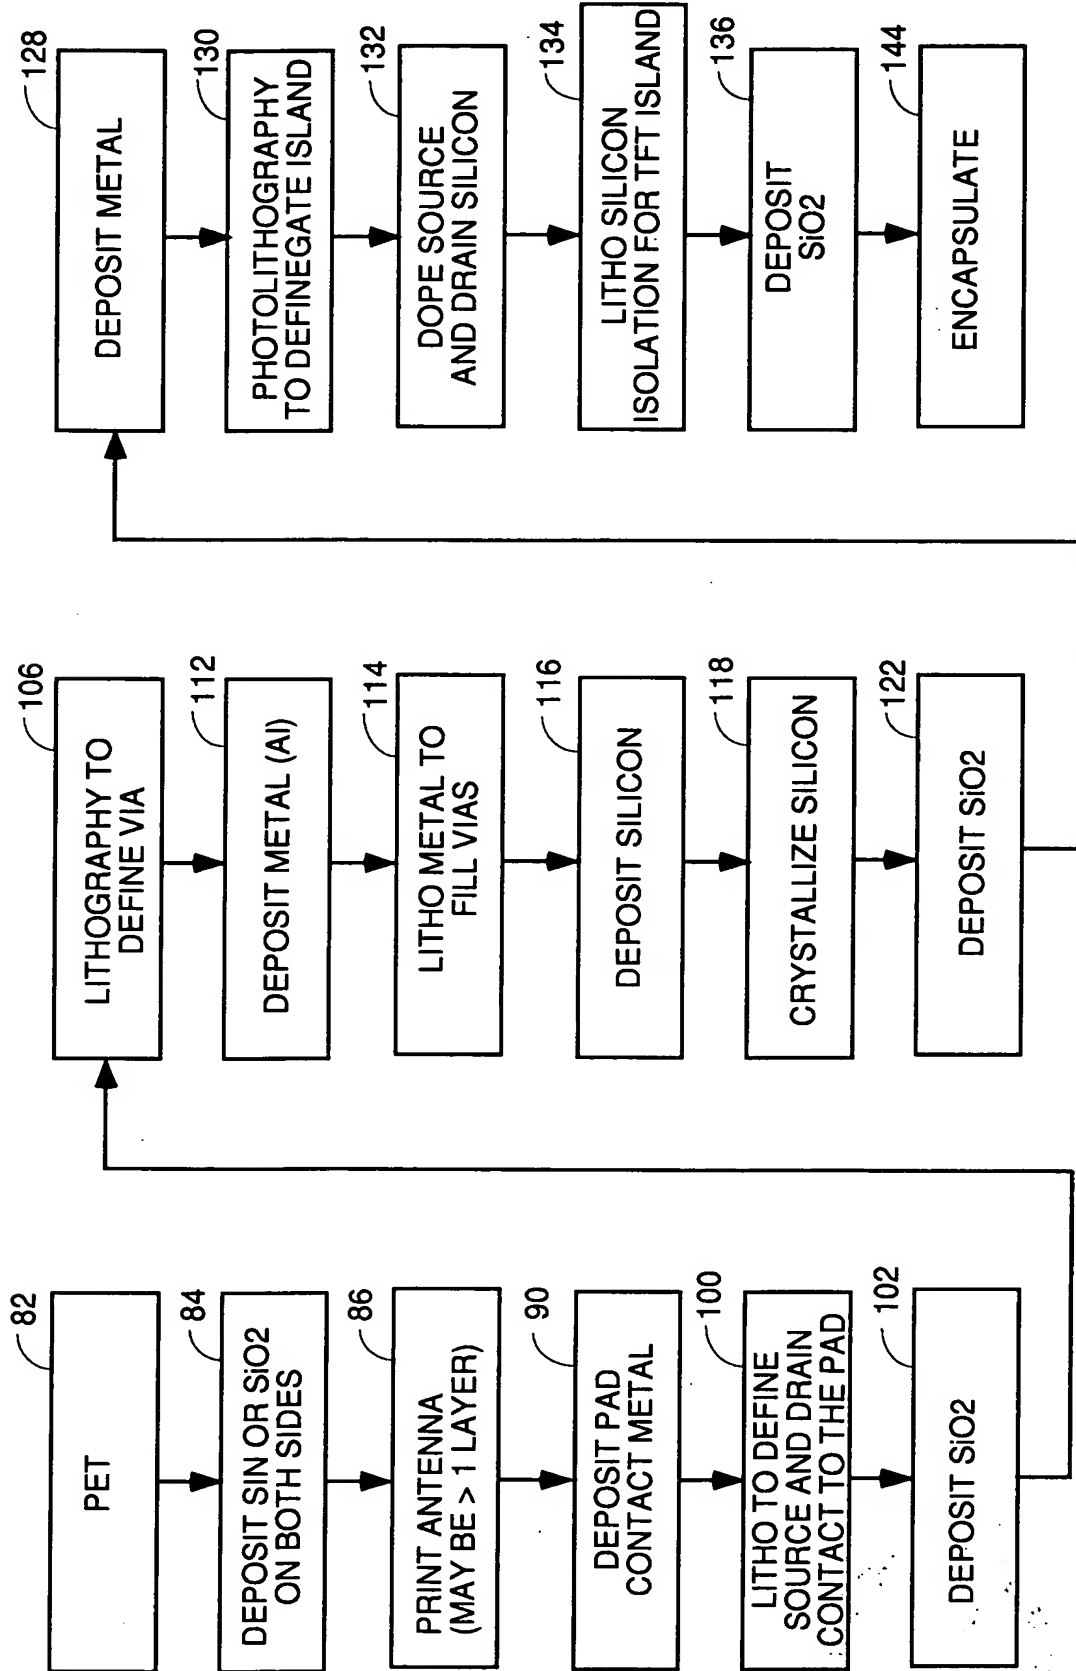 82
PET
84
DEPOSIT SIN OR SiO2
ON BOTH SIDES
86
PRINT ANTENNA
(MAY BE > 1 LAYER)
90
DEPOSIT PAD
CONTACT METAL
100
LITHO TO DEFINE
SOURCE AND DRAIN
CONTACT TO THE PAD
102
DEPOSIT SiO2
106
LITHOGRAPHY TO
DEFINE VIA
112
DEPOSIT METAL (Al)
114
LITHO METAL TO
FILL VIAS
116
DEPOSIT SILICON
118
CRYSTALLIZE SILICON
122
DEPOSIT SiO2
128
DEPOSIT METAL
130
PHOTOLITHOGRAPHY
TO DEFINEGATE ISLAND
132
DOPE SOURCE
AND DRAIN SILICON
134
LITHO SILICON
ISOLATION FOR TFT ISLAND
136
DEPOSIT
SiO2
144
ENCAPSULATE